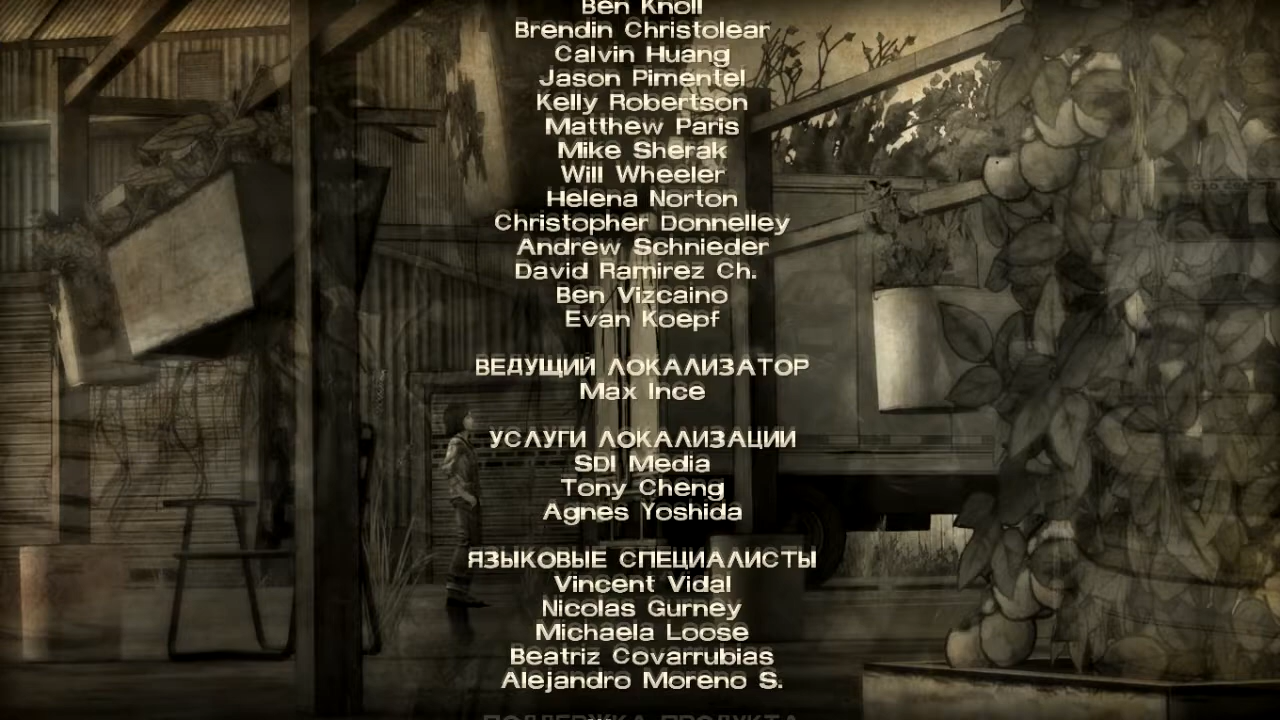 Ben Knoll
Brendin Christolear
Calvin Huang
Jason Pimentel
Kelly Robertson
Matthew Paris
Mike Sherak
Will Wheeler
Helena Norton
Christopher Donnelley
Andrew Schnieder
David Ramirez Ch.
Ben Vizcaino
Evan Koepf
ВЕДУЩИЙ ЛОКАЛИЗАТОР
Max Ince
УСЛУГИ ЛОКАЛИЗАЦИИ
SDI Media
Tony Cheng
Agnes Yoshida
ЯЗЫКОВЫЕ СПЕЦИАЛИСТЫ
Vincent Vidal
Nicolas Gurney
Michaela Loose
Beatriz Covarrubias
Alejandro Moreno S.
ПОДДЕРЖКА ПРОДУКТА